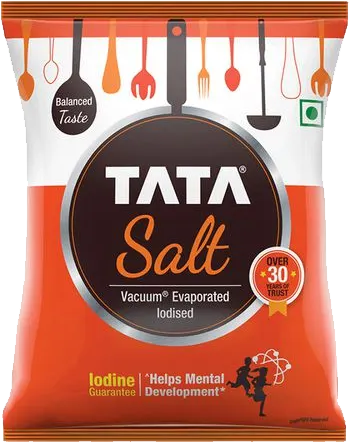 Balanced
Taste
TATA®
Salt
Vacuum® Evaporated
Iodised
OVER
30
YEARS OF
TRUST
Iodine
Guarantee
^Helps Mental
Development*